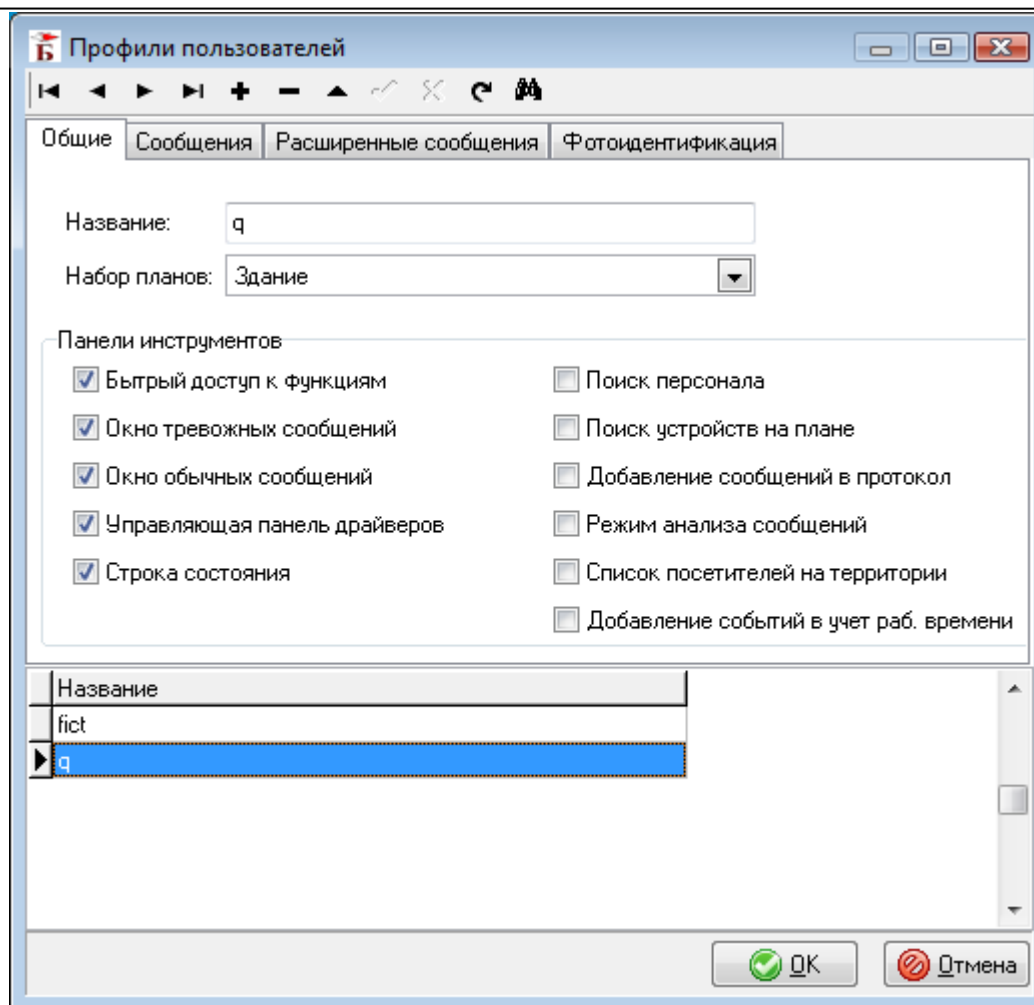 Профили пользователей
Общие Сообщения Расширенные сообщения Фотоидентификация
Название: q
Набор планов: Здание
Панели инструментов
Бытрый доступ к функциям Поиск персонала
Окно тревожных сообщений Поиск устройств на плане
Окно обычных сообщений Добавление сообщений в протокол
Управляющая панель драйверов Режим анализа сообщений
Строка состояния Список посетителей на территории
Добавление событий в учет раб. времени
Название
fict
q
OK Отмена